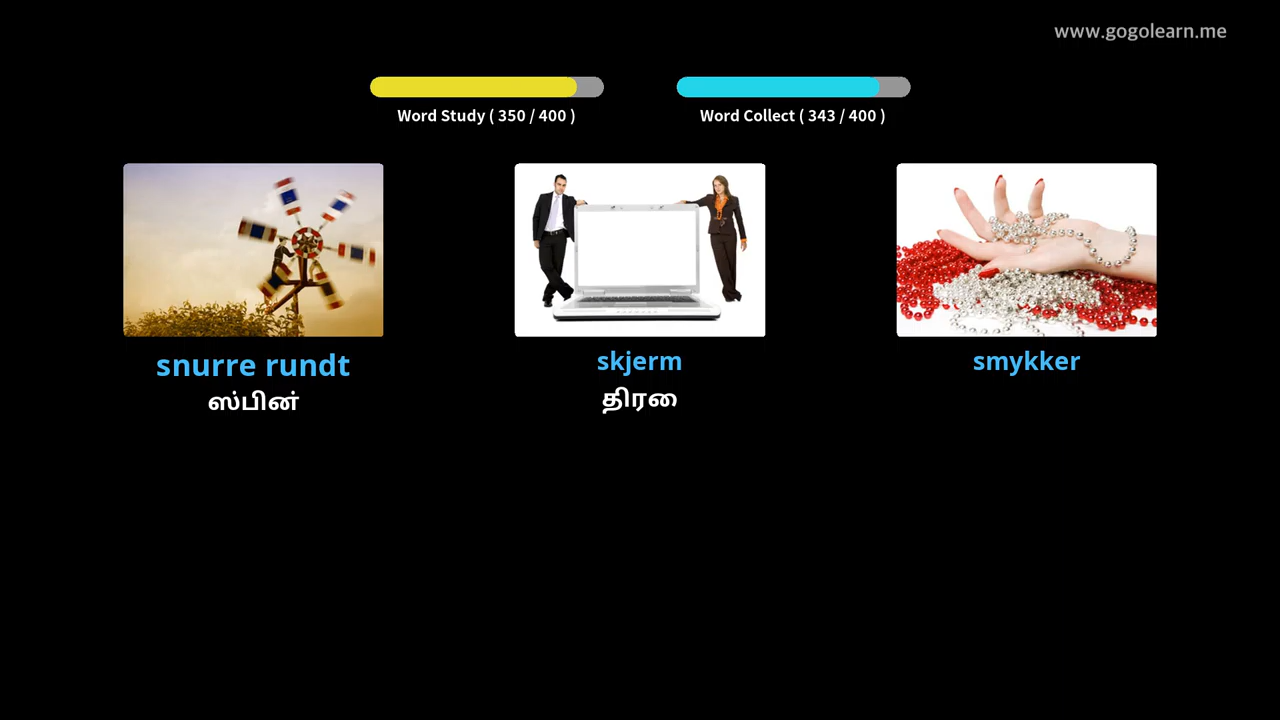 www.gogolearn.me
Word Study ( 350 / 400 )
Word Collect ( 343 / 400 )
snurre rundt
ஸ்பின்
skjerm
திரை
smykker